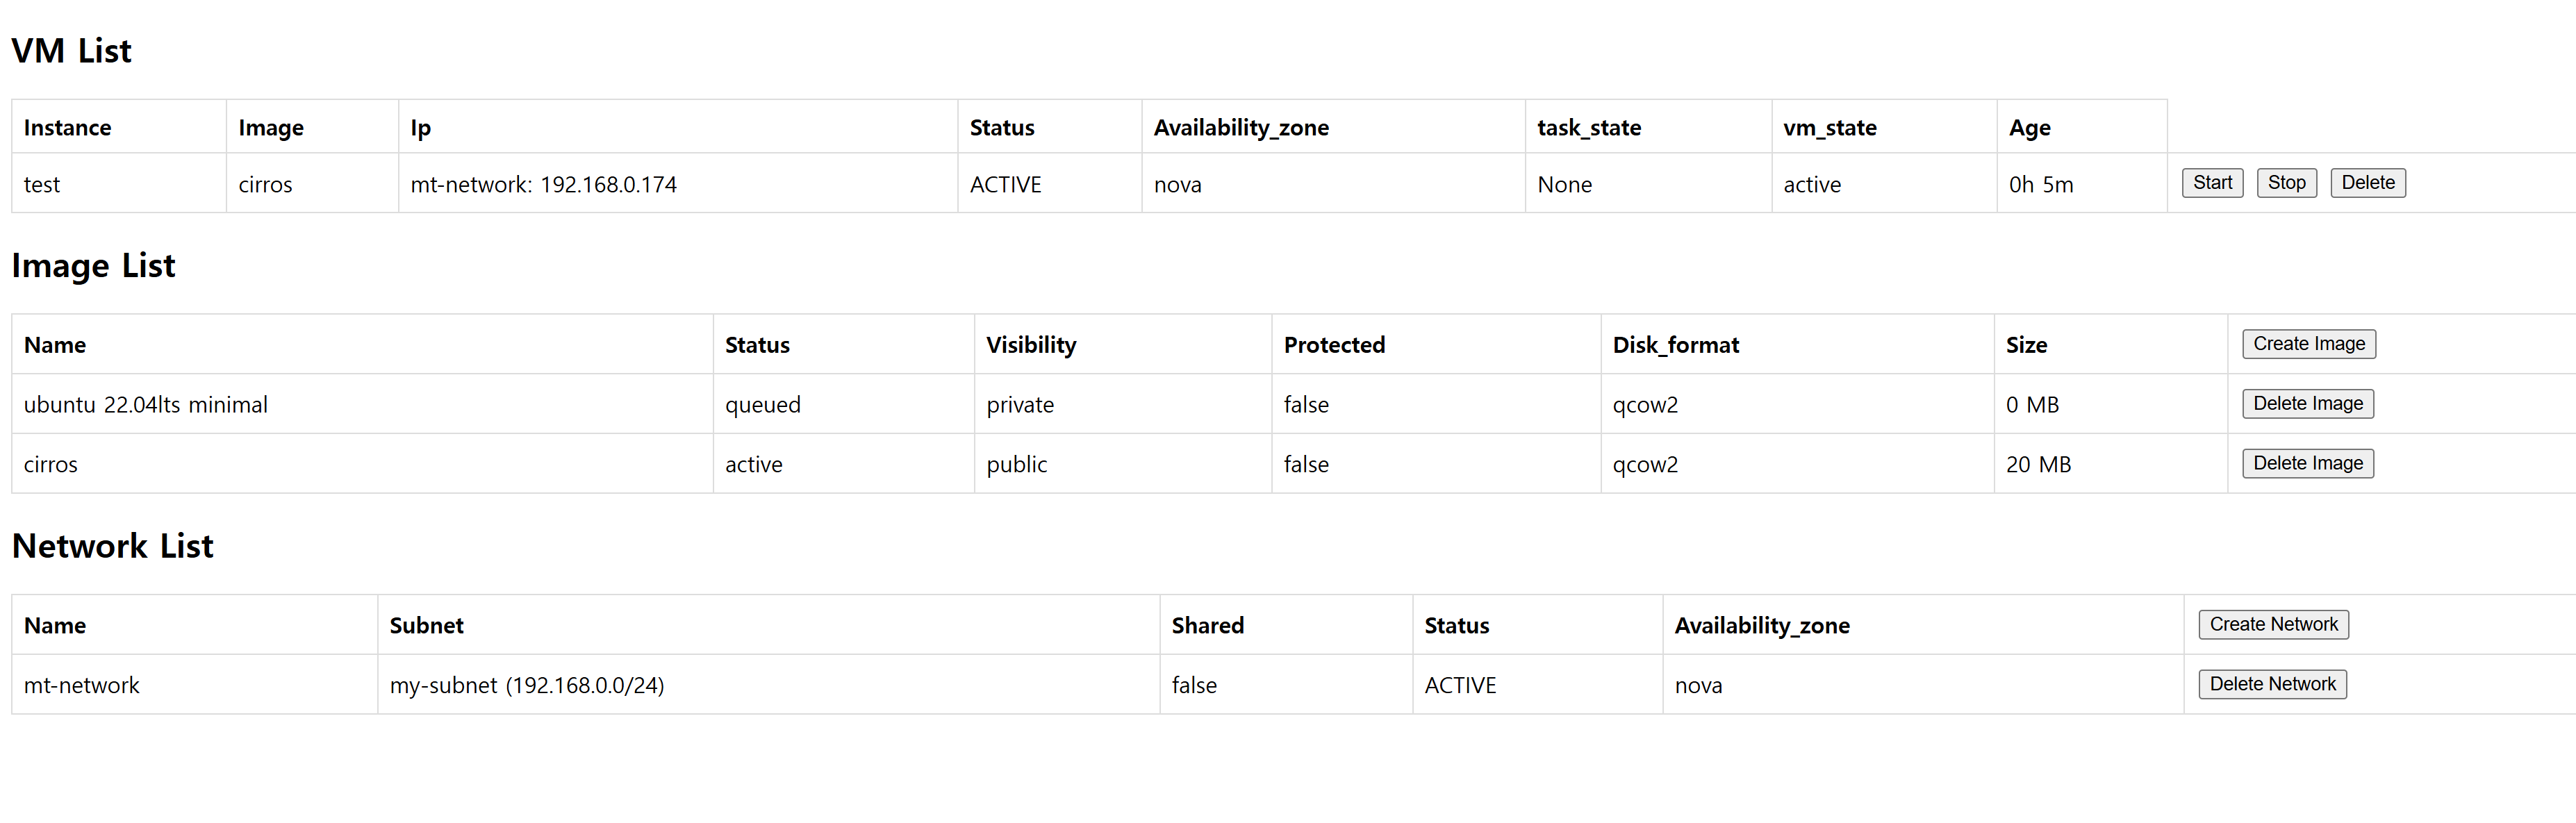 VM List
Instance Image Ip Status Availability_zone task_state vm_state Age
test cirros mt-network: 192.168.0.174 ACTIVE nova None active 0h 5m Start Stop Delete
Image List
Name Status Visibility Protected Disk_format Size Create Image
ubuntu 22.04lts minimal queued private false qcow2 0 MB Delete Image
cirros active public false qcow2 20 MB Delete Image
Network List
Name Subnet Shared Status Availability_zone Create Network
mt-network my-subnet (192.168.0.0/24) false ACTIVE nova Delete Network